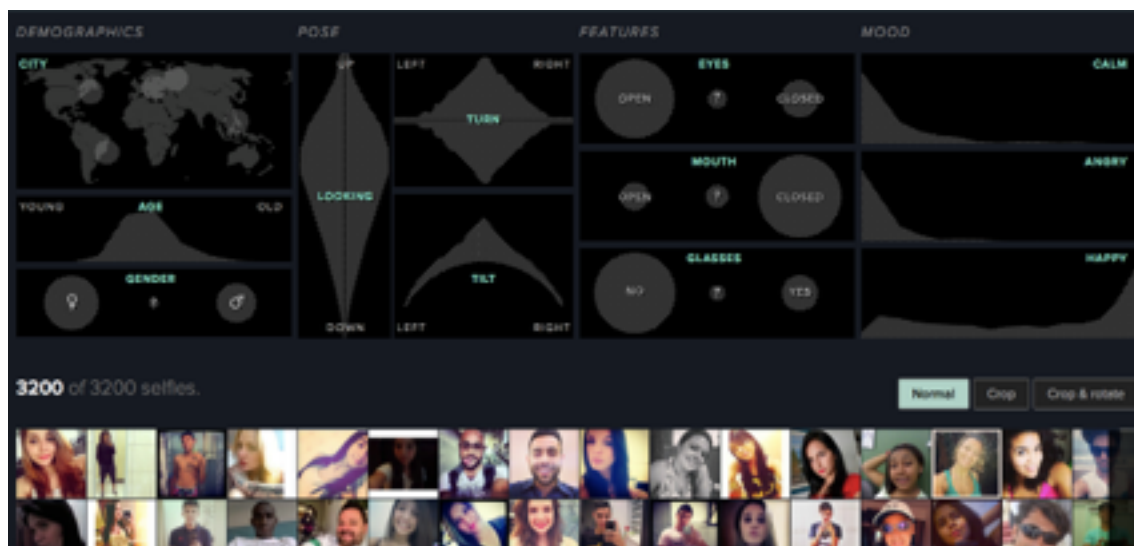 DEMOGRAPHICS
POSE
FEATURES
MOOD
CITY
UP
LEFT RIGHT
TURN
EYES
OPEN ? CLOSED
CALM
MOUTH
OPEN ? CLOSED
ANGRY
YOUNG AGE OLD
LOOKING
GENDER
♀ ? ♂
TILT
GLASSES
NO ? YES
HAPPY
DOWN
LEFT RIGHT
3200 of 3200 selfies.
Normal
Crop
Crop & rotate